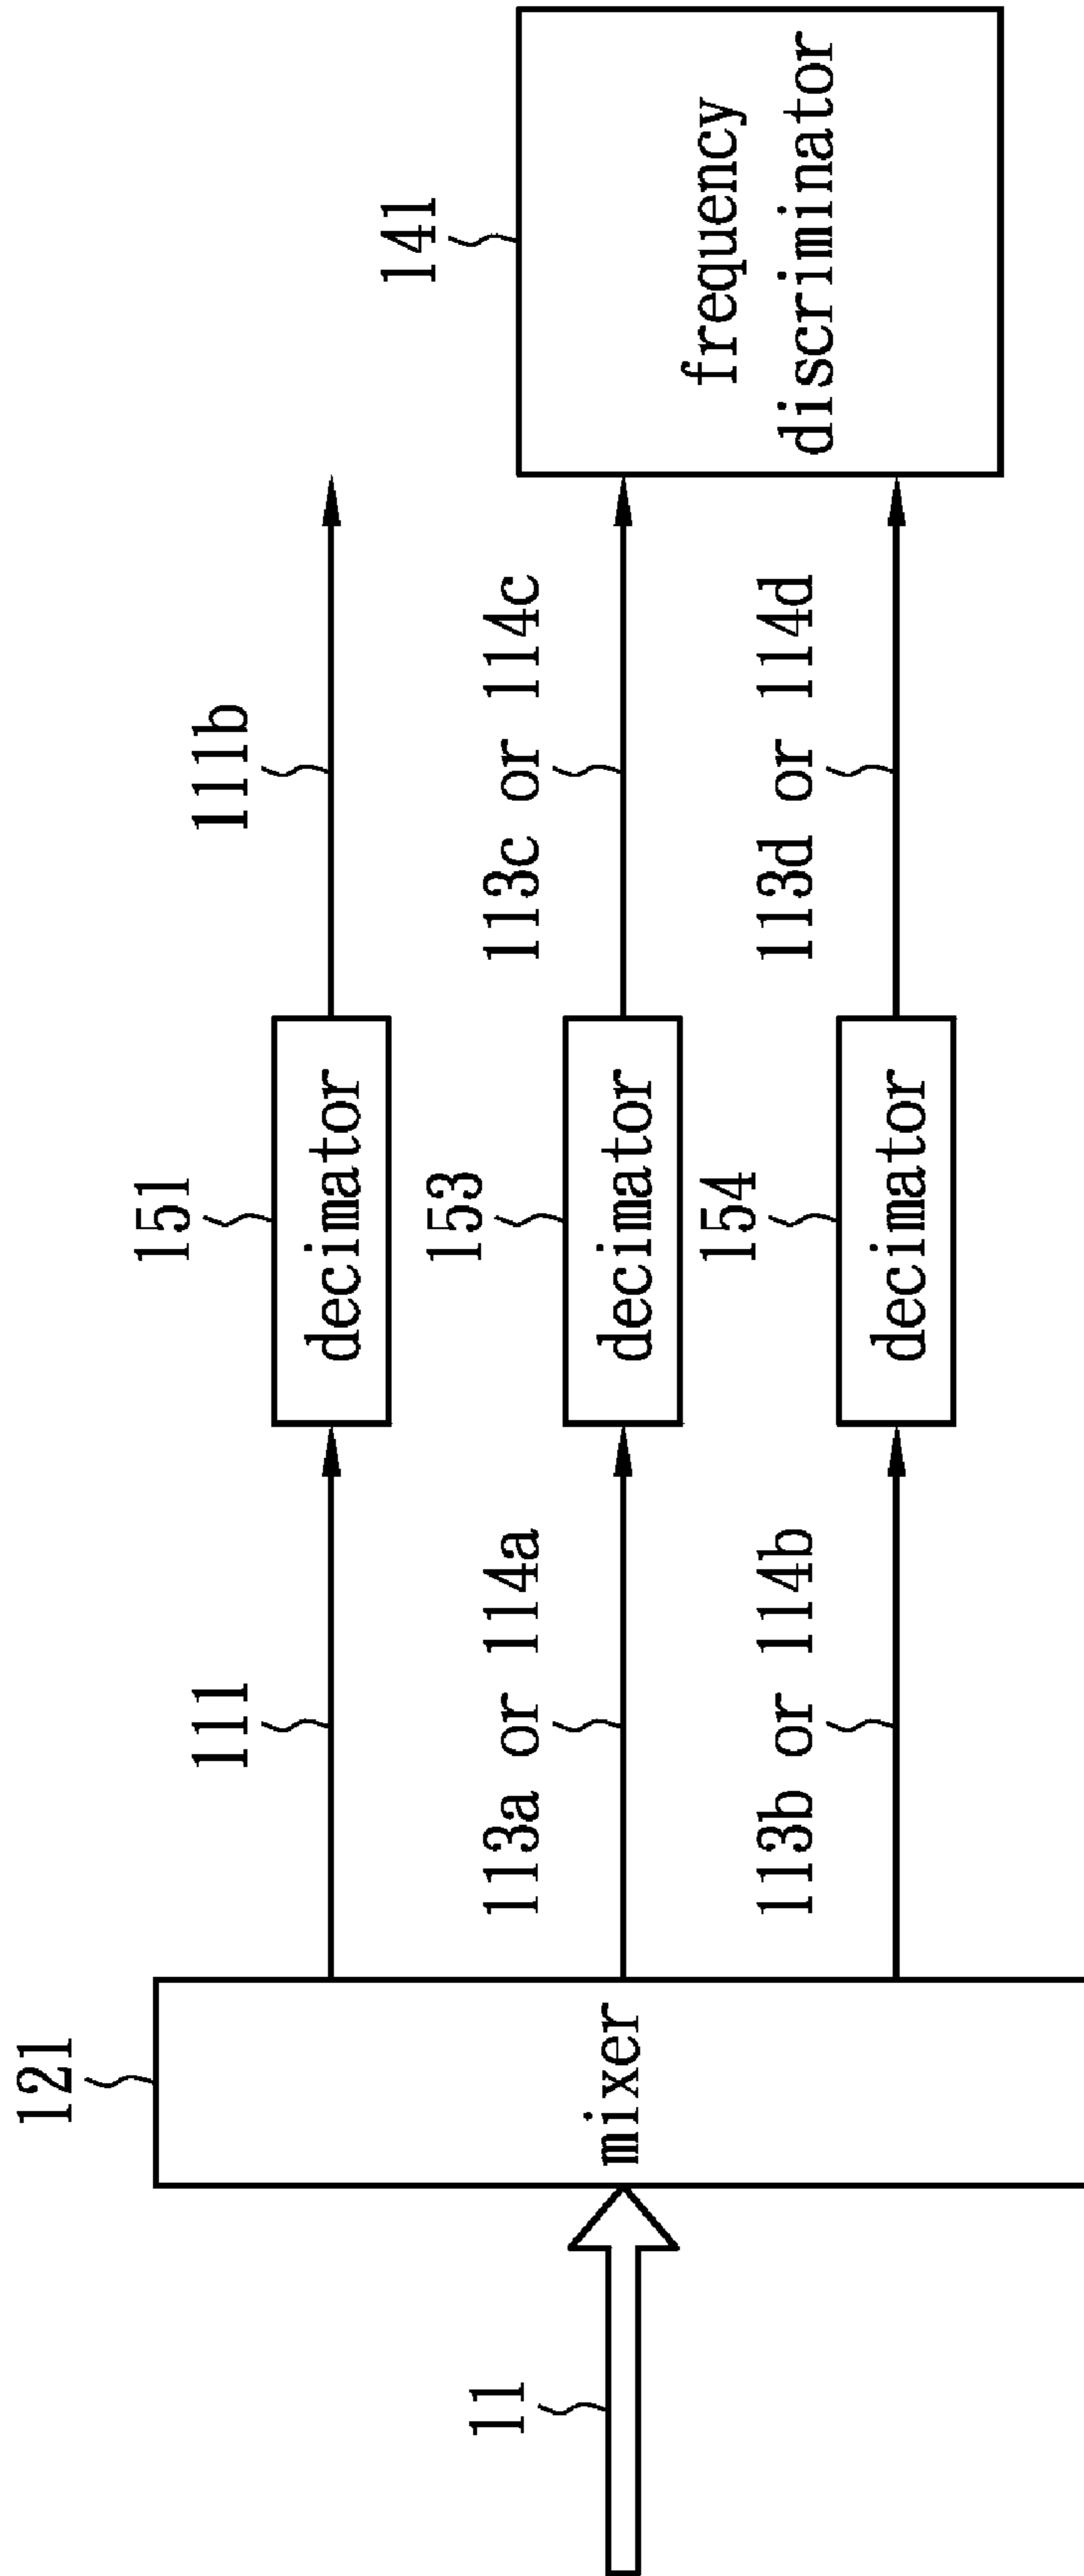 121
151
111
111b
141
decimator
153
113a or 114a
113c or 114c
11
mixer
decimator
frequency
discriminator
154
113b or 114b
113d or 114d
decimator